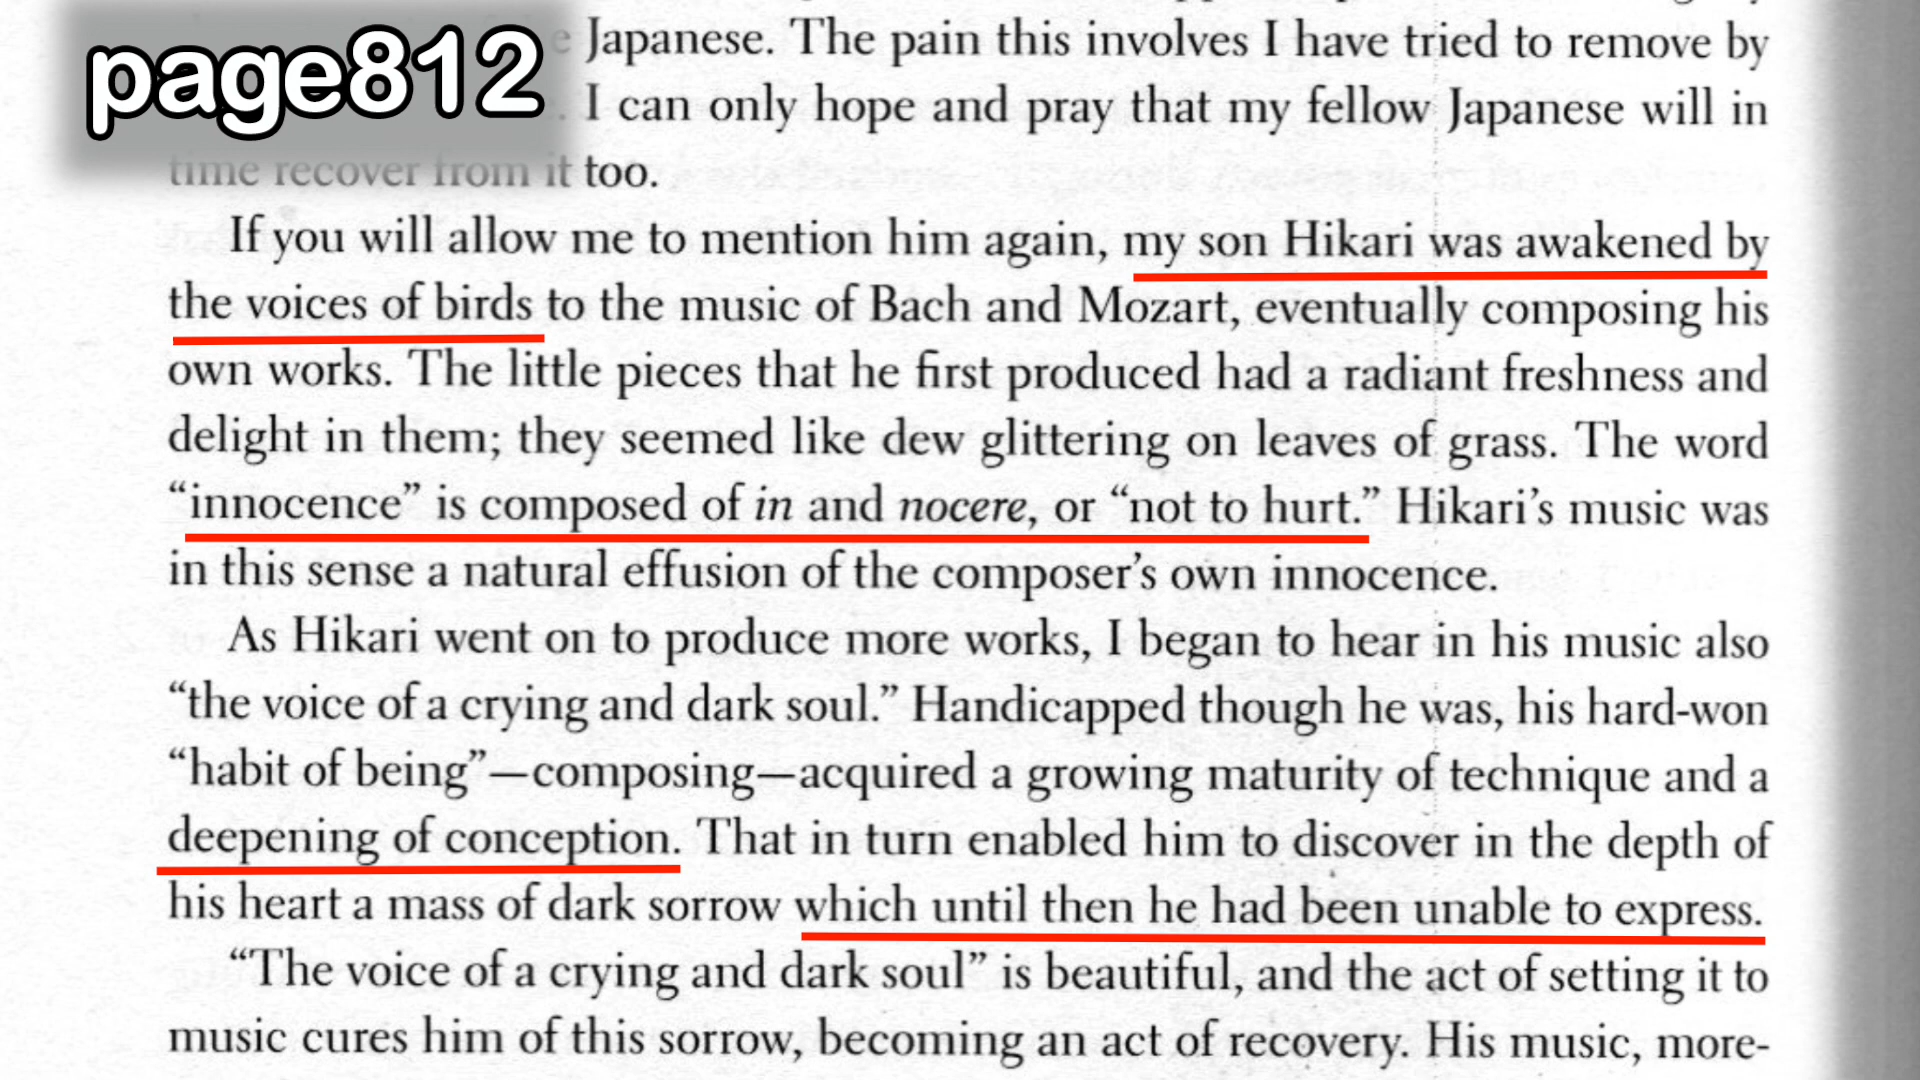 page812
e Japanese. The pain this involves I have tried to remove by
. I can only hope and pray that my fellow Japanese will in
time recover from it too.
If you will allow me to mention him again, my son Hikari was awakened by
the voices of birds to the music of Bach and Mozart, eventually composing his
own works. The little pieces that he first produced had a radiant freshness and
delight in them; they seemed like dew glittering on leaves of grass. The word
“innocence” is composed of in and nocere, or “not to hurt.” Hikari’s music was
in this sense a natural effusion of the composer’s own innocence.
As Hikari went on to produce more works, I began to hear in his music also
“the voice of a crying and dark soul.” Handicapped though he was, his hard-won
“habit of being”—composing—acquired a growing maturity of technique and a
deepening of conception. That in turn enabled him to discover in the depth of
his heart a mass of dark sorrow which until then he had been unable to express.
“The voice of a crying and dark soul” is beautiful, and the act of setting it to
music cures him of this sorrow, becoming an act of recovery. His music, more-